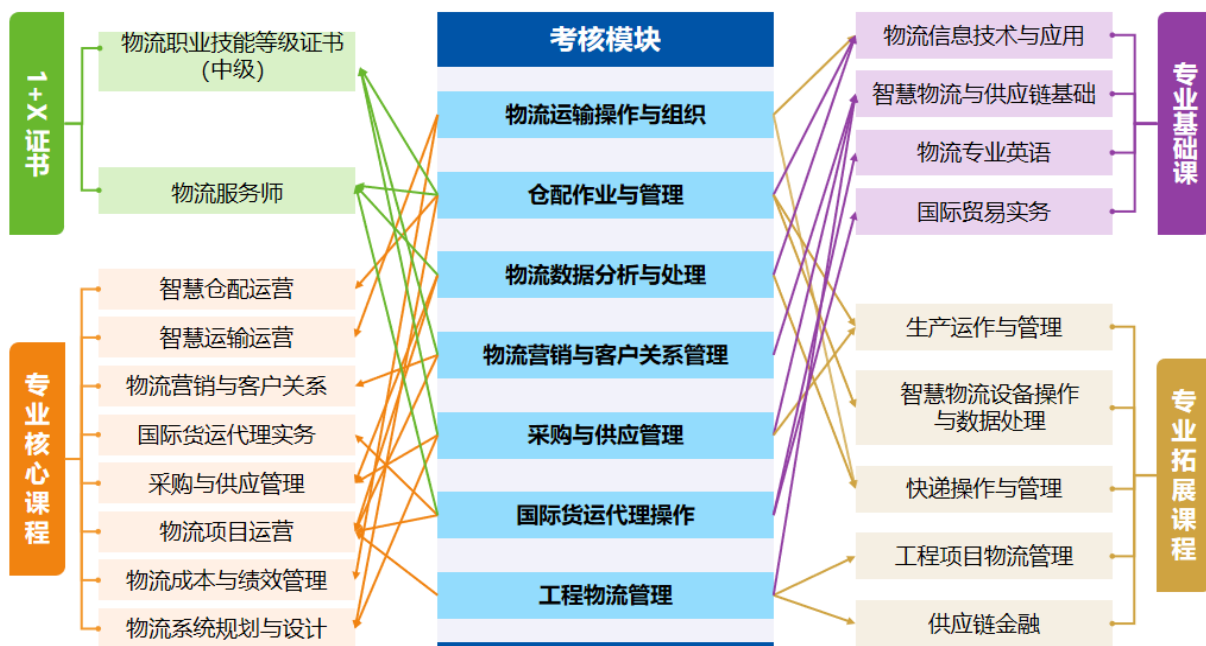 1+X 证书
物流职业技能等级证书
(中级)
物流服务师
专业核心课程
智慧仓配运营
智慧运输运营
物流营销与客户关系
国际货运代理实务
采购与供应管理
物流项目运营
物流成本与绩效管理
物流系统规划与设计
考核模块
物流运输操作与组织
仓配作业与管理
物流数据分析与处理
物流营销与客户关系管理
采购与供应管理
国际货运代理操作
工程物流管理
物流信息技术与应用
智慧物流与供应链基础
物流专业英语
国际贸易实务
专业基础课
生产运作与管理
智慧物流设备操作
与数据处理
快递操作与管理
工程项目物流管理
供应链金融
专业拓展课程